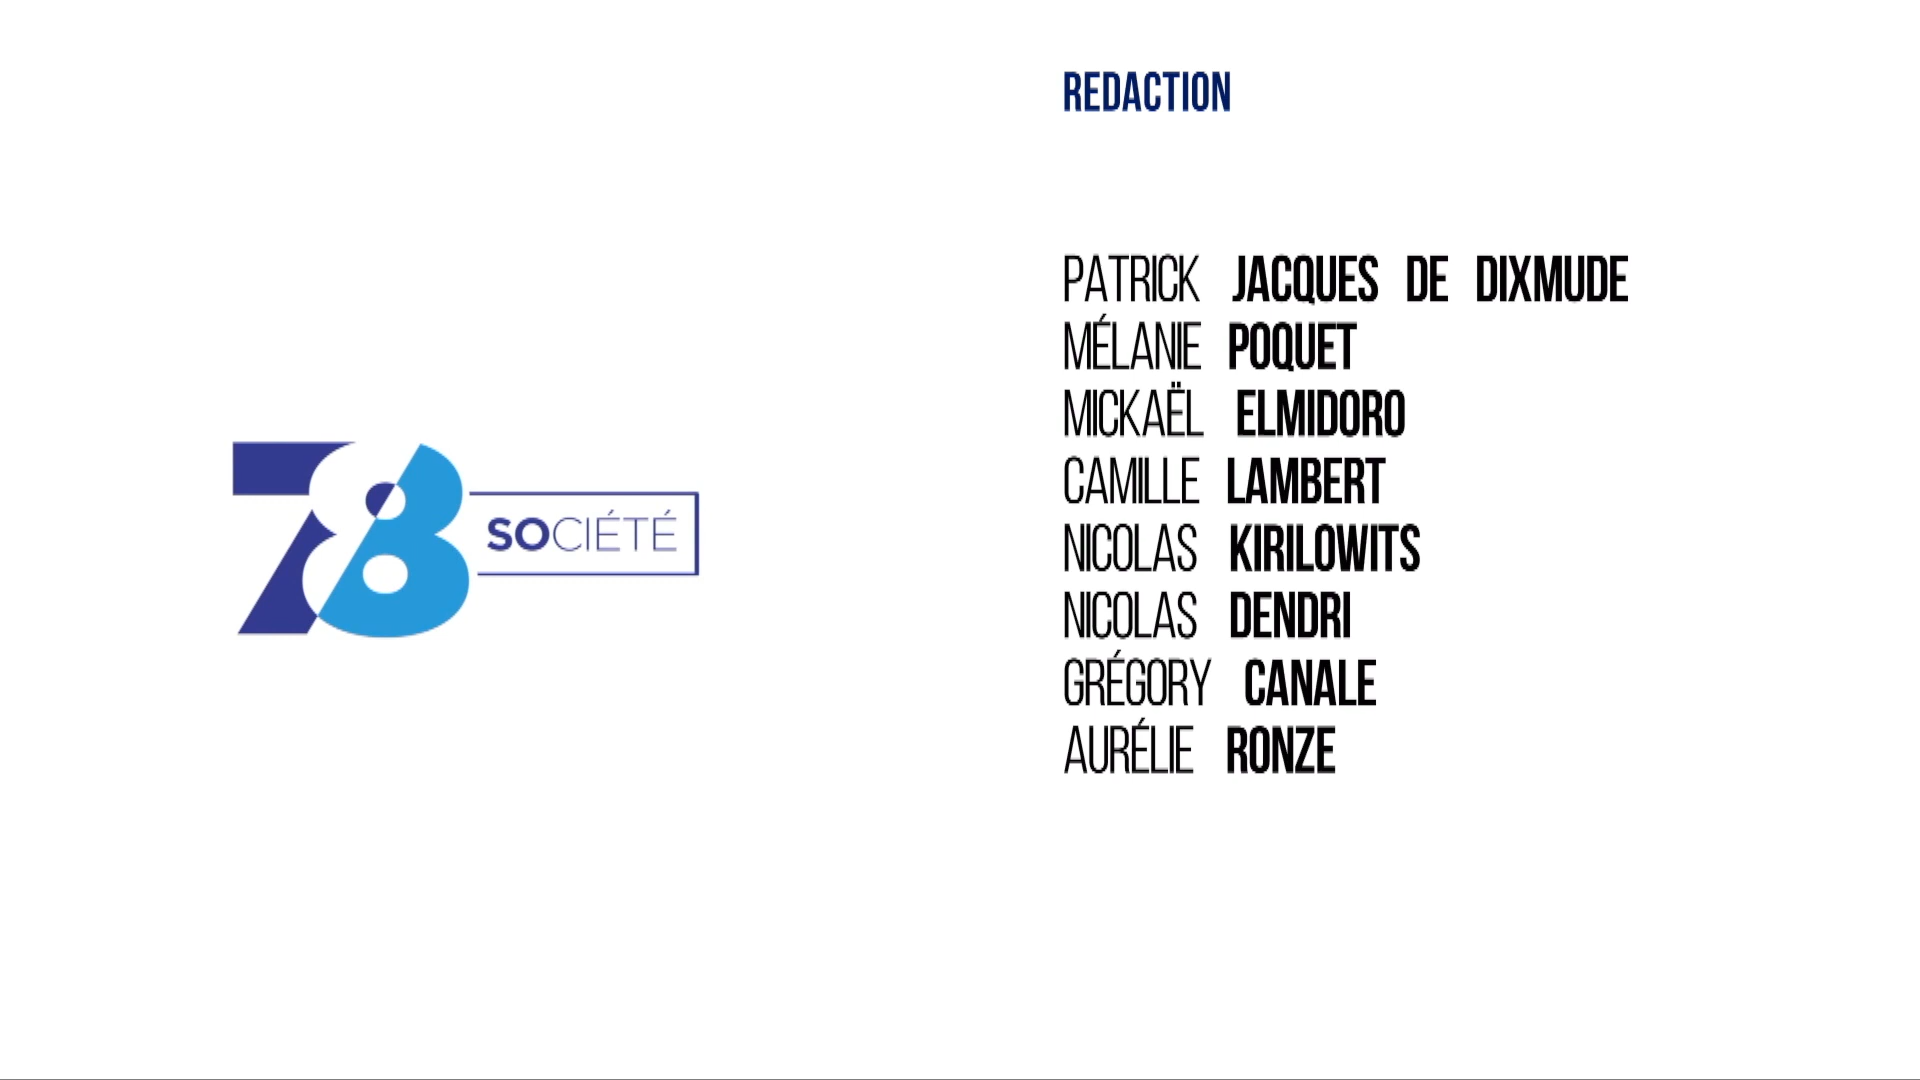 REDACTION
PATRICK JACQUES DE DIXMUDE
MÉLANIE POQUET
MICKAËL ELMIDORO
CAMILLE LAMBERT
NICOLAS KIRILOWITS
NICOLAS DENDRI
GRÉGORY CANALE
AURÉLIE RONZE
78 SOCIÉTÉ